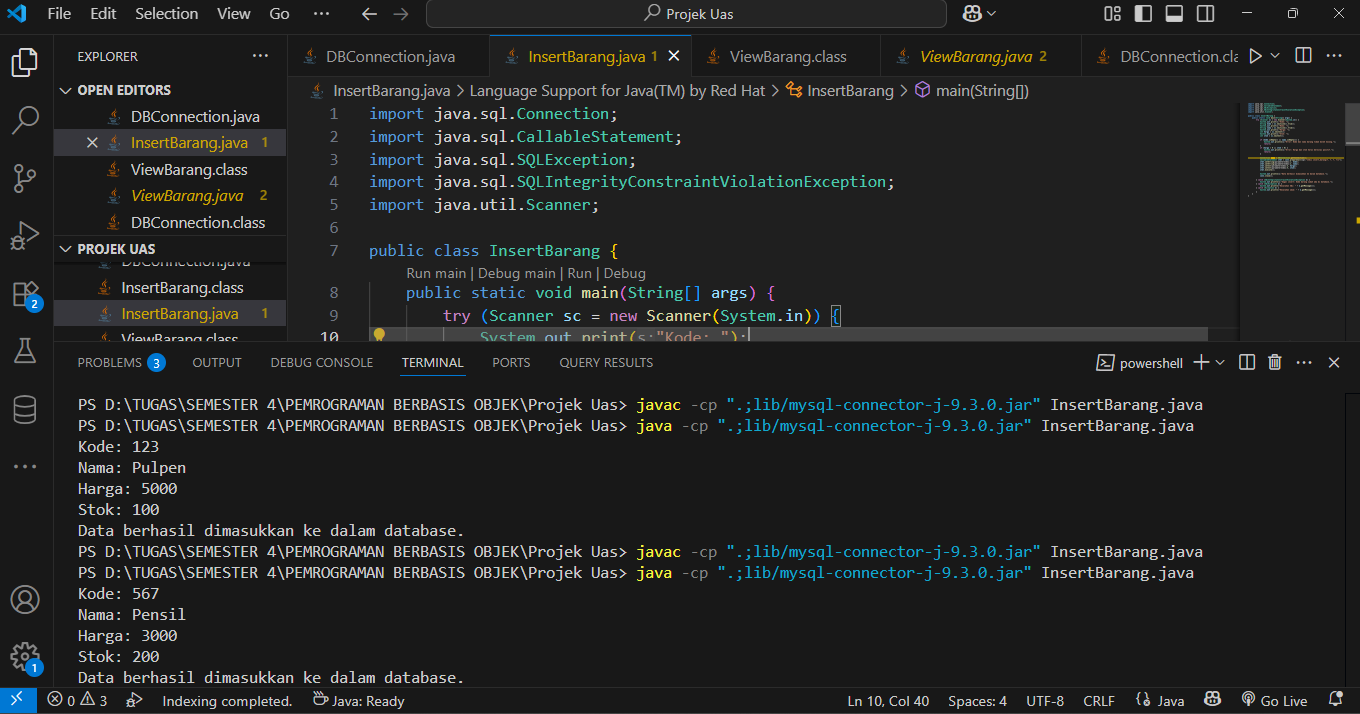 File Edit Selection View Go ··· Projek Uas
EXPLORER ···
OPEN EDITORS
DBConnection.java
InsertBarang.java 1
ViewBarang.class
ViewBarang.java 2
DBConnection.class
PROJEK UAS
DBConnection.java
InsertBarang.class
InsertBarang.java 1
ViewBarang.class
2
1
DBConnection.java InsertBarang.java 1 ViewBarang.class ViewBarang.java 2 DBConnection.cla
InsertBarang.java > Language Support for Java(TM) by Red Hat > InsertBarang > main(String[])
1 import java.sql.Connection;
2 import java.sql.CallableStatement;
3 import java.sql.SQLException;
4 import java.sql.SQLIntegrityConstraintViolationException;
5 import java.util.Scanner;
6
7 public class InsertBarang {
Run main | Debug main | Run | Debug
8 public static void main(String[] args) {
9 try (Scanner sc = new Scanner(System.in)) {
10 System.out.print(s:"Kode: ");
PROBLEMS 3 OUTPUT DEBUG CONSOLE TERMINAL PORTS QUERY RESULTS powershell
PS D:\TUGAS\SEMESTER 4\PEMROGRAMAN BERBASIS OBJEK\Projek Uas> javac -cp ".;lib/mysql-connector-j-9.3.0.jar" InsertBarang.java
PS D:\TUGAS\SEMESTER 4\PEMROGRAMAN BERBASIS OBJEK\Projek Uas> java -cp ".;lib/mysql-connector-j-9.3.0.jar" InsertBarang.java
Kode: 123
Nama: Pulpen
Harga: 5000
Stok: 100
Data berhasil dimasukkan ke dalam database.
PS D:\TUGAS\SEMESTER 4\PEMROGRAMAN BERBASIS OBJEK\Projek Uas> javac -cp ".;lib/mysql-connector-j-9.3.0.jar" InsertBarang.java
PS D:\TUGAS\SEMESTER 4\PEMROGRAMAN BERBASIS OBJEK\Projek Uas> java -cp ".;lib/mysql-connector-j-9.3.0.jar" InsertBarang.java
Kode: 567
Nama: Pensil
Harga: 3000
Stok: 200
Data berhasil dimasukkan ke dalam database.
0 3 Indexing completed. Java: Ready Ln 10, Col 40 Spaces: 4 UTF-8 CRLF Java Go Live